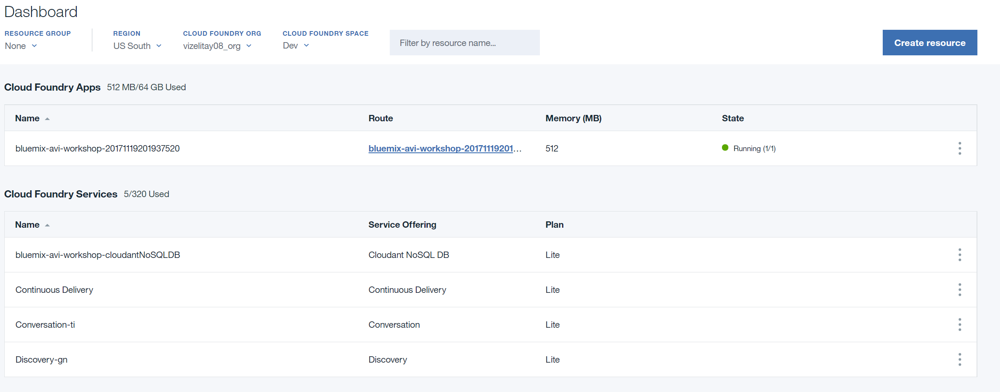 Dashboard
RESOURCE GROUP REGION CLOUD FOUNDRY ORG CLOUD FOUNDRY SPACE
None US South vizelitay08_org Dev Filter by resource name... Create resource
Cloud Foundry Apps 512 MB/64 GB Used
Name Route Memory (MB) State
bluemix-avi-workshop-20171119201937520 bluemix-avi-workshop-20171119201... 512 Running (1/1)
Cloud Foundry Services 5/320 Used
Name Service Offering Plan
bluemix-avi-workshop-cloudantNoSQLDB Cloudant NoSQL DB Lite
Continuous Delivery Continuous Delivery Lite
Conversation-ti Conversation Lite
Discovery-gn Discovery Lite